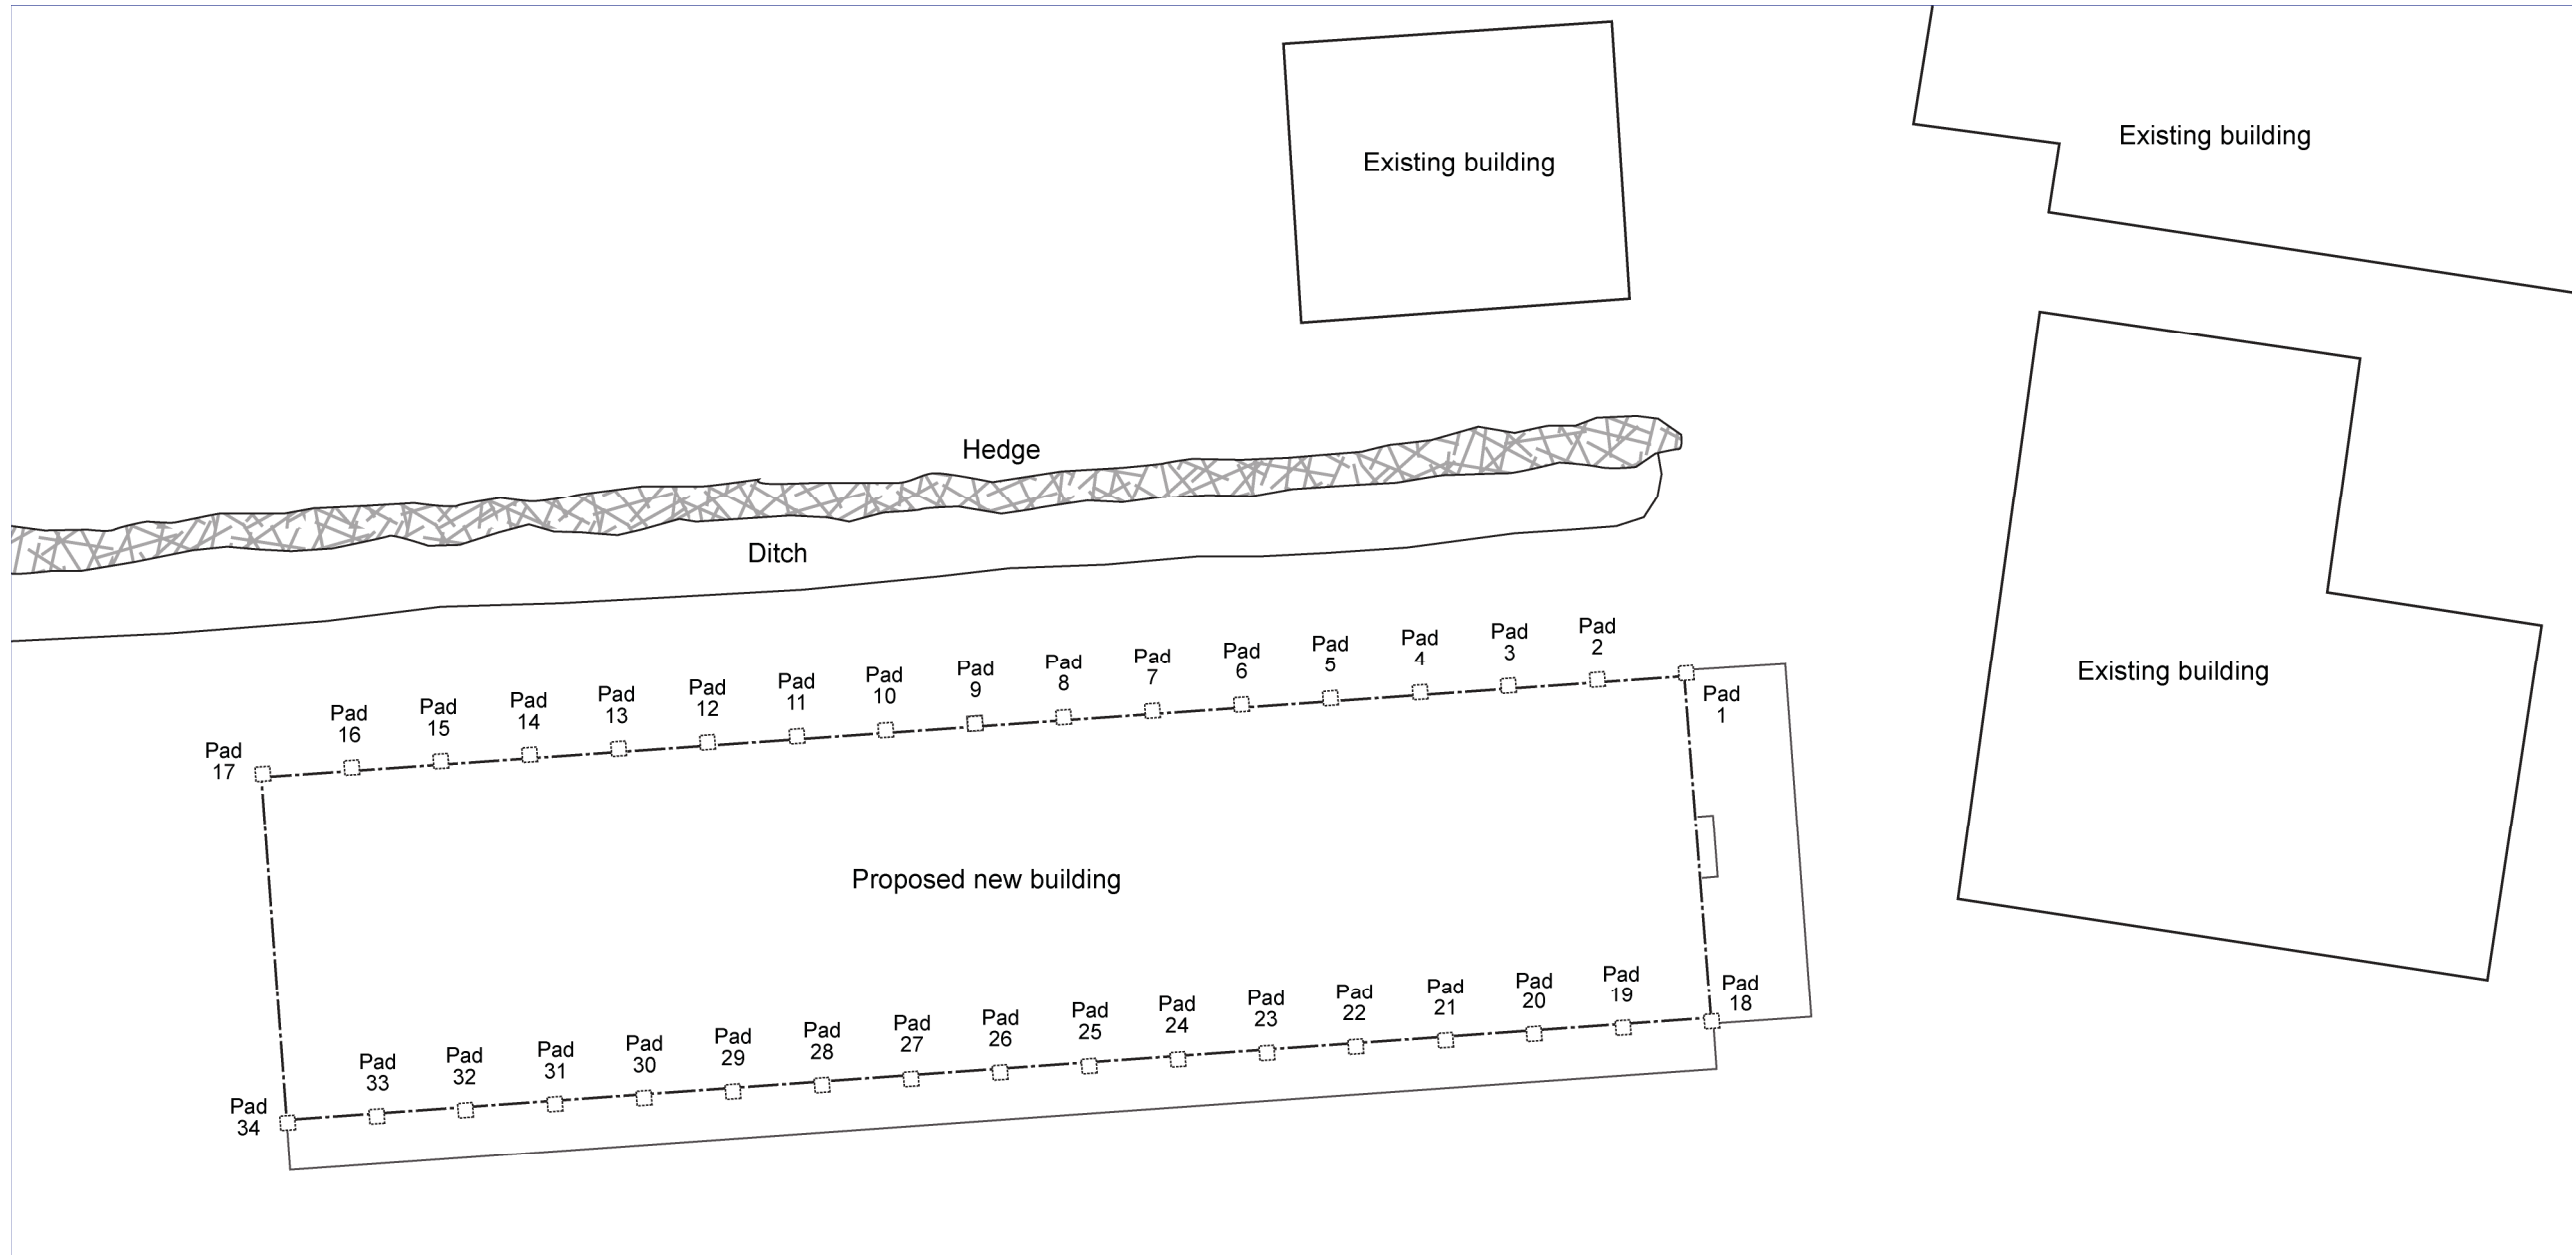 Existing building
Existing building
Hedge
Ditch
Existing building
Pad
2
Pad
3
Pad
4
Pad
5
Pad
6
Pad
7
Pad
8
Pad
9
Pad
10
Pad
11
Pad
12
Pad
13
Pad
14
Pad
15
Pad
16
Pad
17
Pad
1
Proposed new building
Pad
18
Pad
19
Pad
20
Pad
21
Pad
22
Pad
23
Pad
24
Pad
25
Pad
26
Pad
27
Pad
28
Pad
29
Pad
30
Pad
31
Pad
32
Pad
33
Pad
34